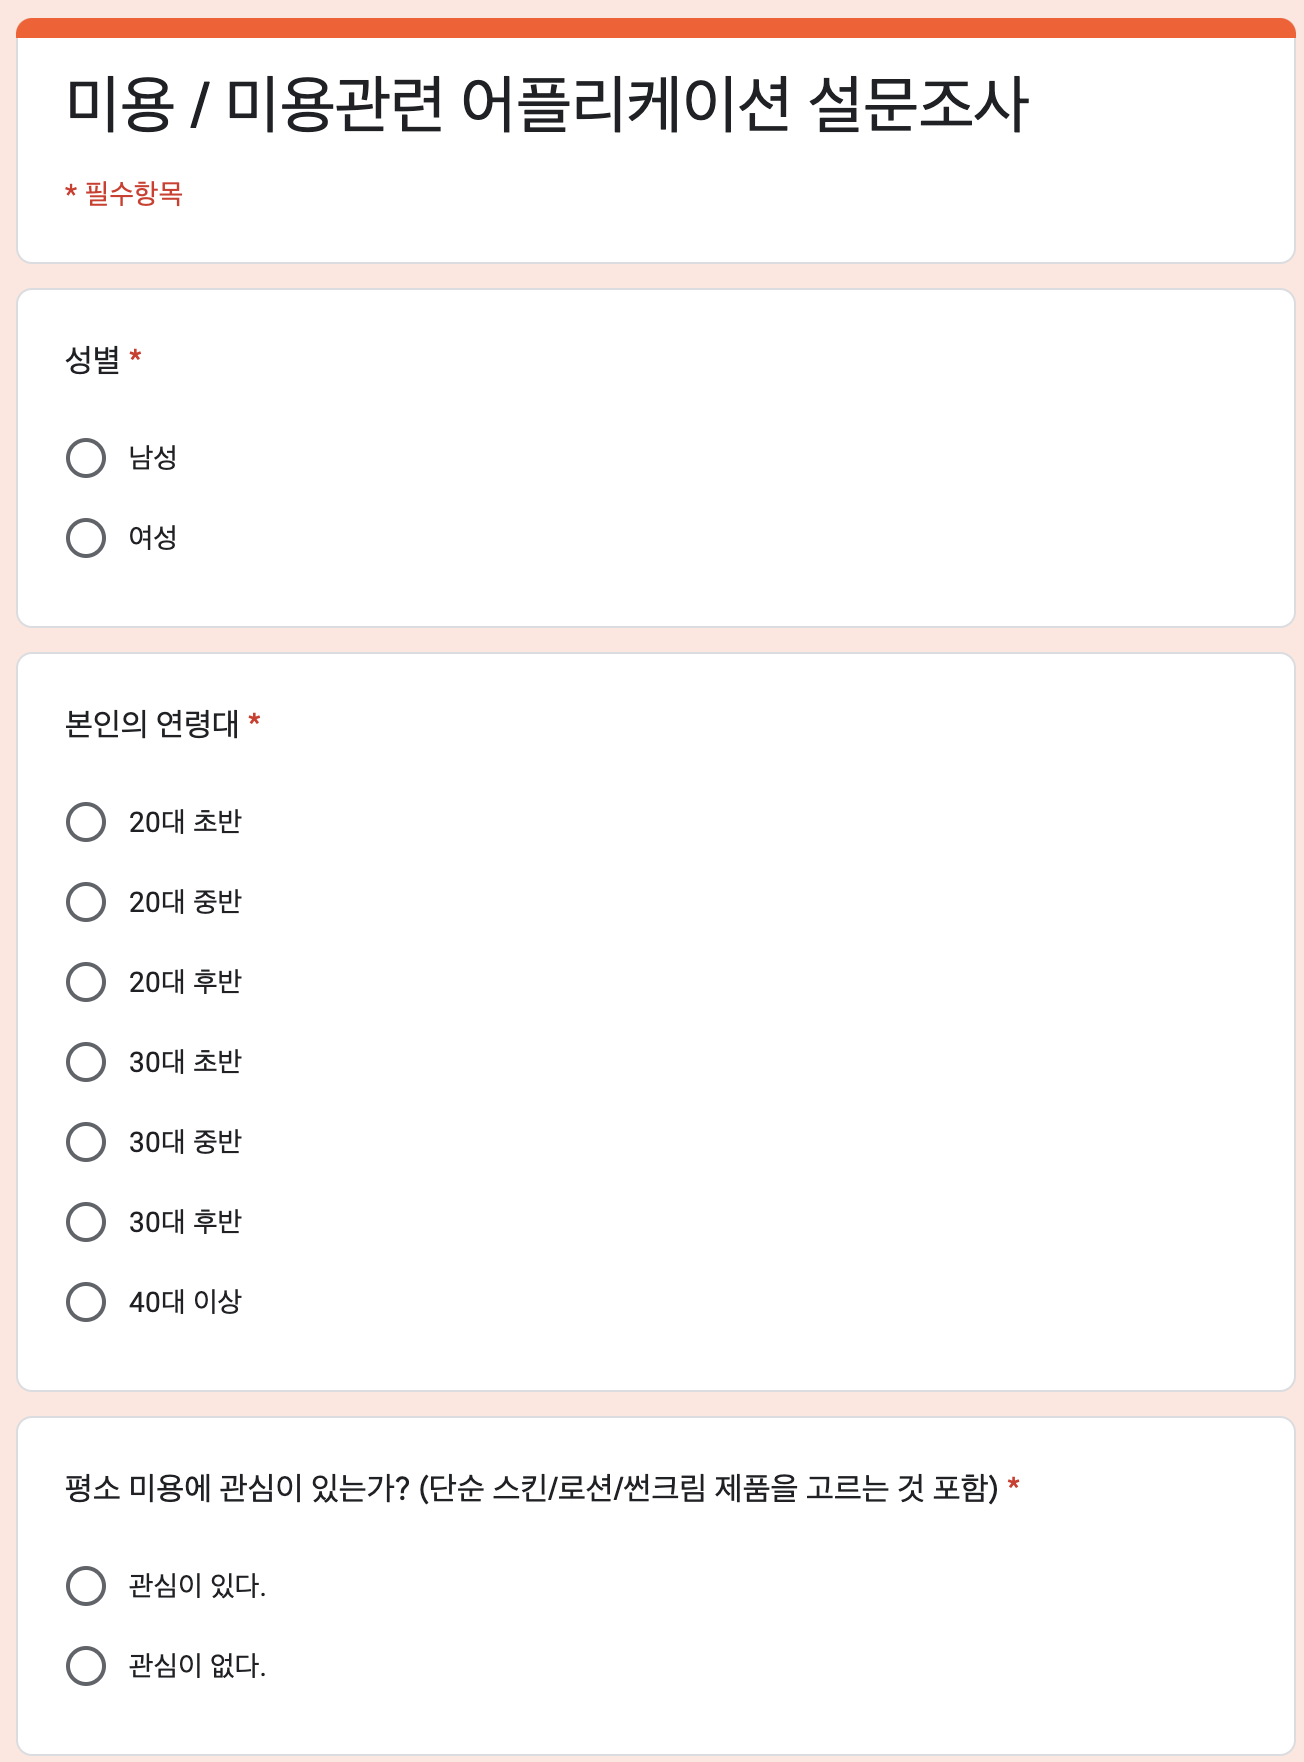 미용 / 미용관련 어플리케이션 설문조사
* 필수항목
성별 *
남성
여성
본인의 연령대 *
20대 초반
20대 중반
20대 후반
30대 초반
30대 중반
30대 후반
40대 이상
평소 미용에 관심이 있는가? (단순 스킨/로션/썬크림 제품을 고르는 것 포함) *
관심이 있다.
관심이 없다.